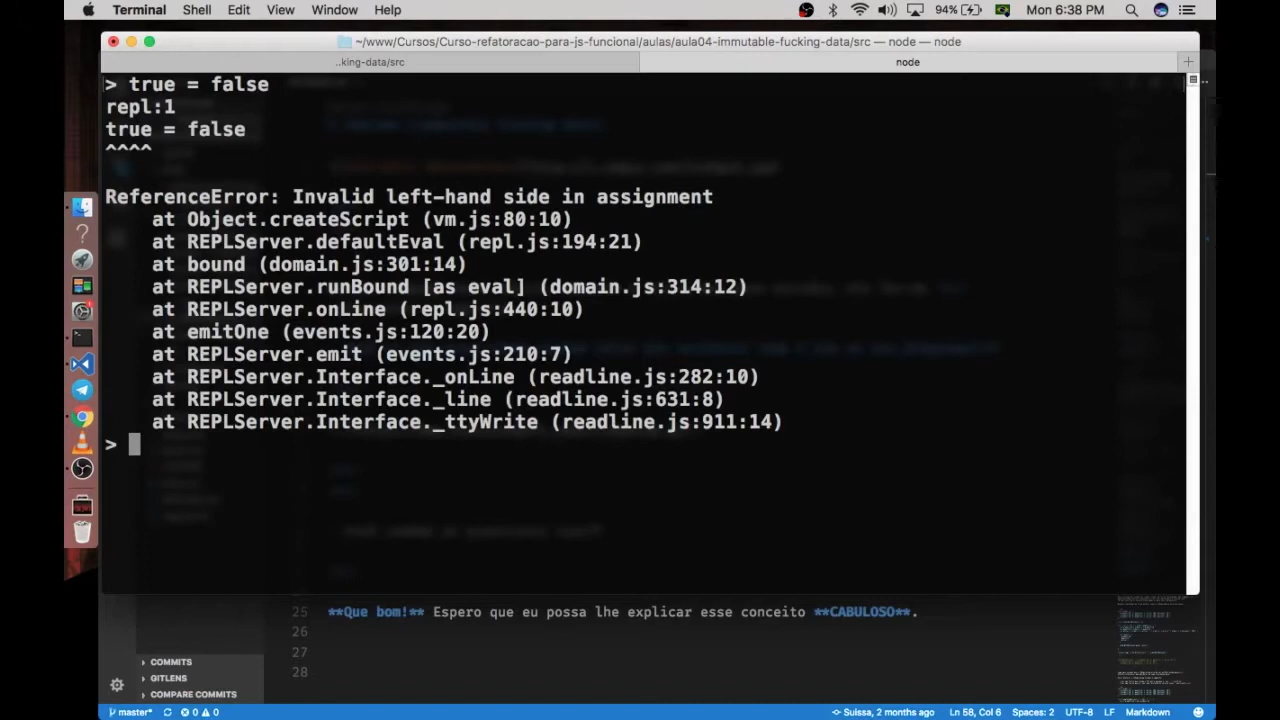 Terminal Shell Edit View Window Help 94% Mon 6:38 PM
~/www/Cursos/Curso-refatoracao-para-js-funcional/aulas/aula04-immutable-fucking-data/src — node — node
..king-data/src node
> true = false
repl:1
true = false
^^^^
ReferenceError: Invalid left-hand side in assignment
at Object.createScript (vm.js:80:10)
at REPLServer.defaultEval (repl.js:194:21)
at bound (domain.js:301:14)
at REPLServer.runBound [as eval] (domain.js:314:12)
at REPLServer.onLine (repl.js:440:10)
at emitOne (events.js:120:20)
at REPLServer.emit (events.js:210:7)
at REPLServer.Interface._onLine (readline.js:282:10)
at REPLServer.Interface._line (readline.js:631:8)
at REPLServer.Interface._ttyWrite (readline.js:911:14)
>
25 **Que bom!** Espero que eu possa lhe explicar esse conceito **CABULOSO**.
26
27
28
COMMITS
GITLENS
COMPARE COMMITS
master* 0 0 Suissa, 2 months ago Ln 58, Col 6 Spaces: 2 UTF-8 LF Markdown